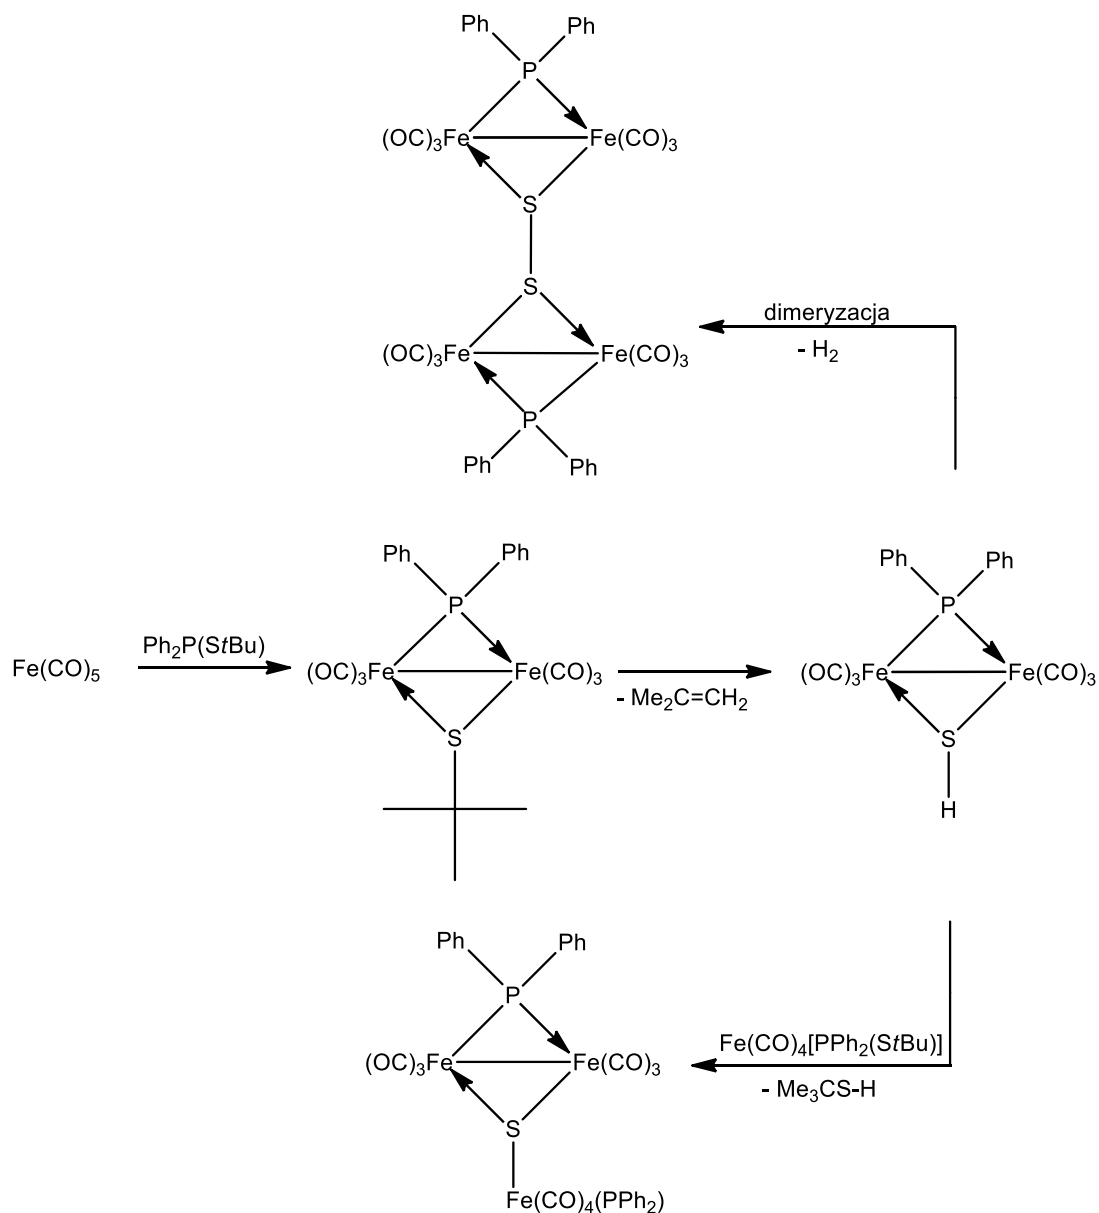 Ph Ph
P
(OC)₃Fe Fe(CO)₃
S
S
dimeryzacja
(OC)₃Fe Fe(CO)₃
- H₂
P
Ph Ph
Ph Ph
Ph Ph
P
P
Ph₂P(StBu)
Fe(CO)₅
(OC)₃Fe Fe(CO)₃
(OC)₃Fe Fe(CO)₃
- Me₂C=CH₂
S
S
H
Ph Ph
P
Fe(CO)₄[PPh₂(StBu)]
(OC)₃Fe Fe(CO)₃
- Me₃CS-H
S
Fe(CO)₄(PPh₂)